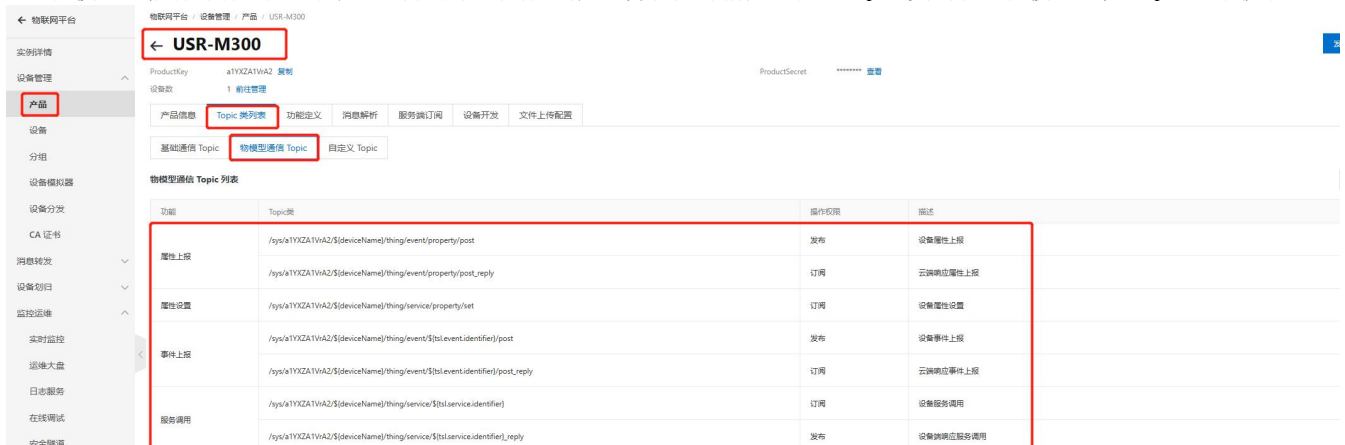 ← 物联网平台
物联网平台 / 设备管理 / 产品 / USR-M300
← USR-M300
实例详情
设备管理
产品
设备
分组
设备模拟器
设备分发
CA 证书
消息转发
设备划归
监控运维
实时监控
运维大盘
日志服务
在线调试
安全隧道
ProductKey a1YXZA1VrA2 复制
ProductSecret ******** 查看
设备数 1 前往管理
产品信息 Topic 类列表 功能定义 消息解析 服务端订阅 设备开发 文件上传配置
基础通信 Topic 物模型通信 Topic 自定义 Topic
物模型通信 Topic 列表
功能 Topic类 操作权限 描述
属性上报
/sys/a1YXZA1VrA2/${deviceName}/thing/event/property/post 发布 设备属性上报
/sys/a1YXZA1VrA2/${deviceName}/thing/event/property/post_reply 订阅 云端响应属性上报
属性设置 /sys/a1YXZA1VrA2/${deviceName}/thing/service/property/set 订阅 设备属性设置
事件上报
/sys/a1YXZA1VrA2/${deviceName}/thing/event/${tsl.event.identifier}/post 发布 设备事件上报
/sys/a1YXZA1VrA2/${deviceName}/thing/event/${tsl.event.identifier}/post_reply 订阅 云端响应事件上报
服务调用
/sys/a1YXZA1VrA2/${deviceName}/thing/service/${tsl.service.identifier} 订阅 设备服务调用
/sys/a1YXZA1VrA2/${deviceName}/thing/service/${tsl.service.identifier}_reply 发布 设备端响应服务调用